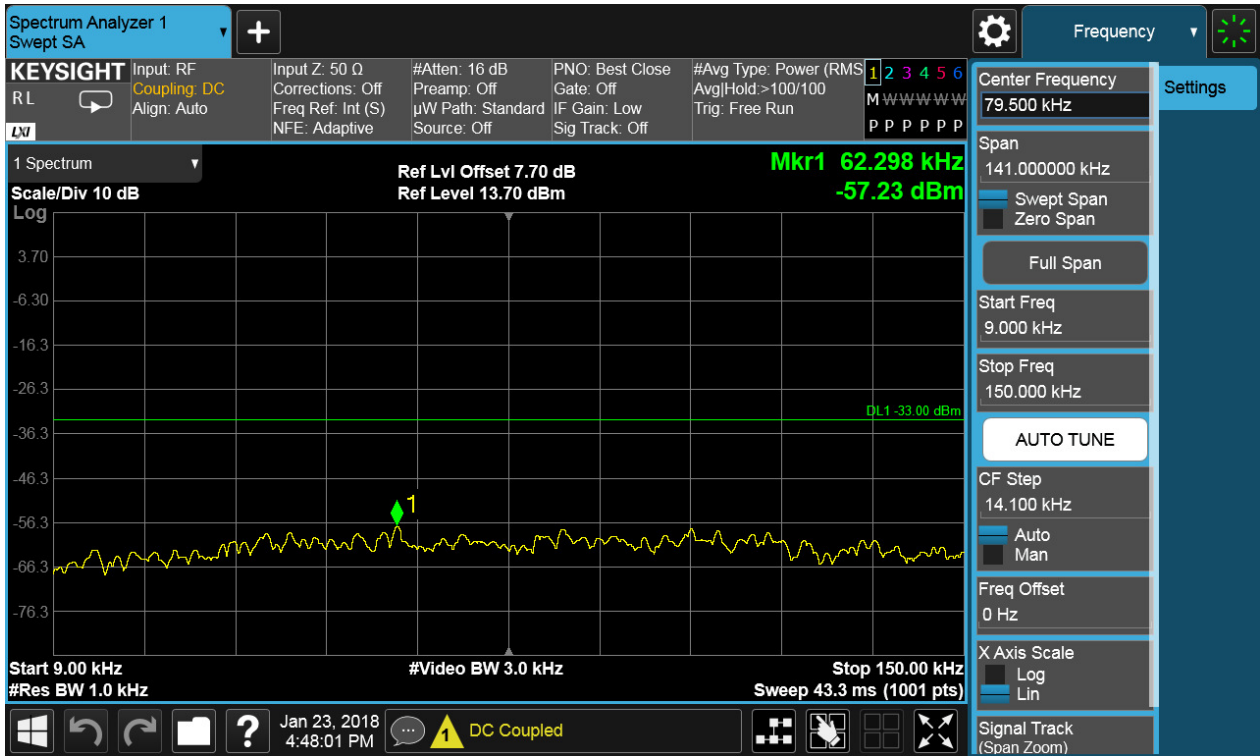 Spectrum Analyzer 1
Swept SA
Frequency
KEYSIGHT
RL
LXI
Input: RF
Coupling: DC
Align: Auto
Input Z: 50 Ω
Corrections: Off
Freq Ref: Int (S)
NFE: Adaptive
#Atten: 16 dB
Preamp: Off
µW Path: Standard
Source: Off
PNO: Best Close
Gate: Off
IF Gain: Low
Sig Track: Off
#Avg Type: Power (RMS
Avg|Hold:>100/100
Trig: Free Run
1 2 3 4 5 6
M W W W W W
P P P P P P
1 Spectrum
Scale/Div 10 dB
Log
Ref Lvl Offset 7.70 dB
Ref Level 13.70 dBm
Mkr1 62.298 kHz
-57.23 dBm
3.70
-6.30
-16.3
-26.3
DL1 -33.00 dBm
-36.3
-46.3
1
-56.3
-66.3
-76.3
Start 9.00 kHz
#Res BW 1.0 kHz
#Video BW 3.0 kHz
Stop 150.00 kHz
Sweep 43.3 ms (1001 pts)
Center Frequency
79.500 kHz
Span
141.000000 kHz
Swept Span
Zero Span
Full Span
Start Freq
9.000 kHz
Stop Freq
150.000 kHz
AUTO TUNE
CF Step
14.100 kHz
Auto
Man
Freq Offset
0 Hz
X Axis Scale
Log
Lin
Signal Track
(Span Zoom)
Settings
?
Jan 23, 2018
4:48:01 PM
1
DC Coupled